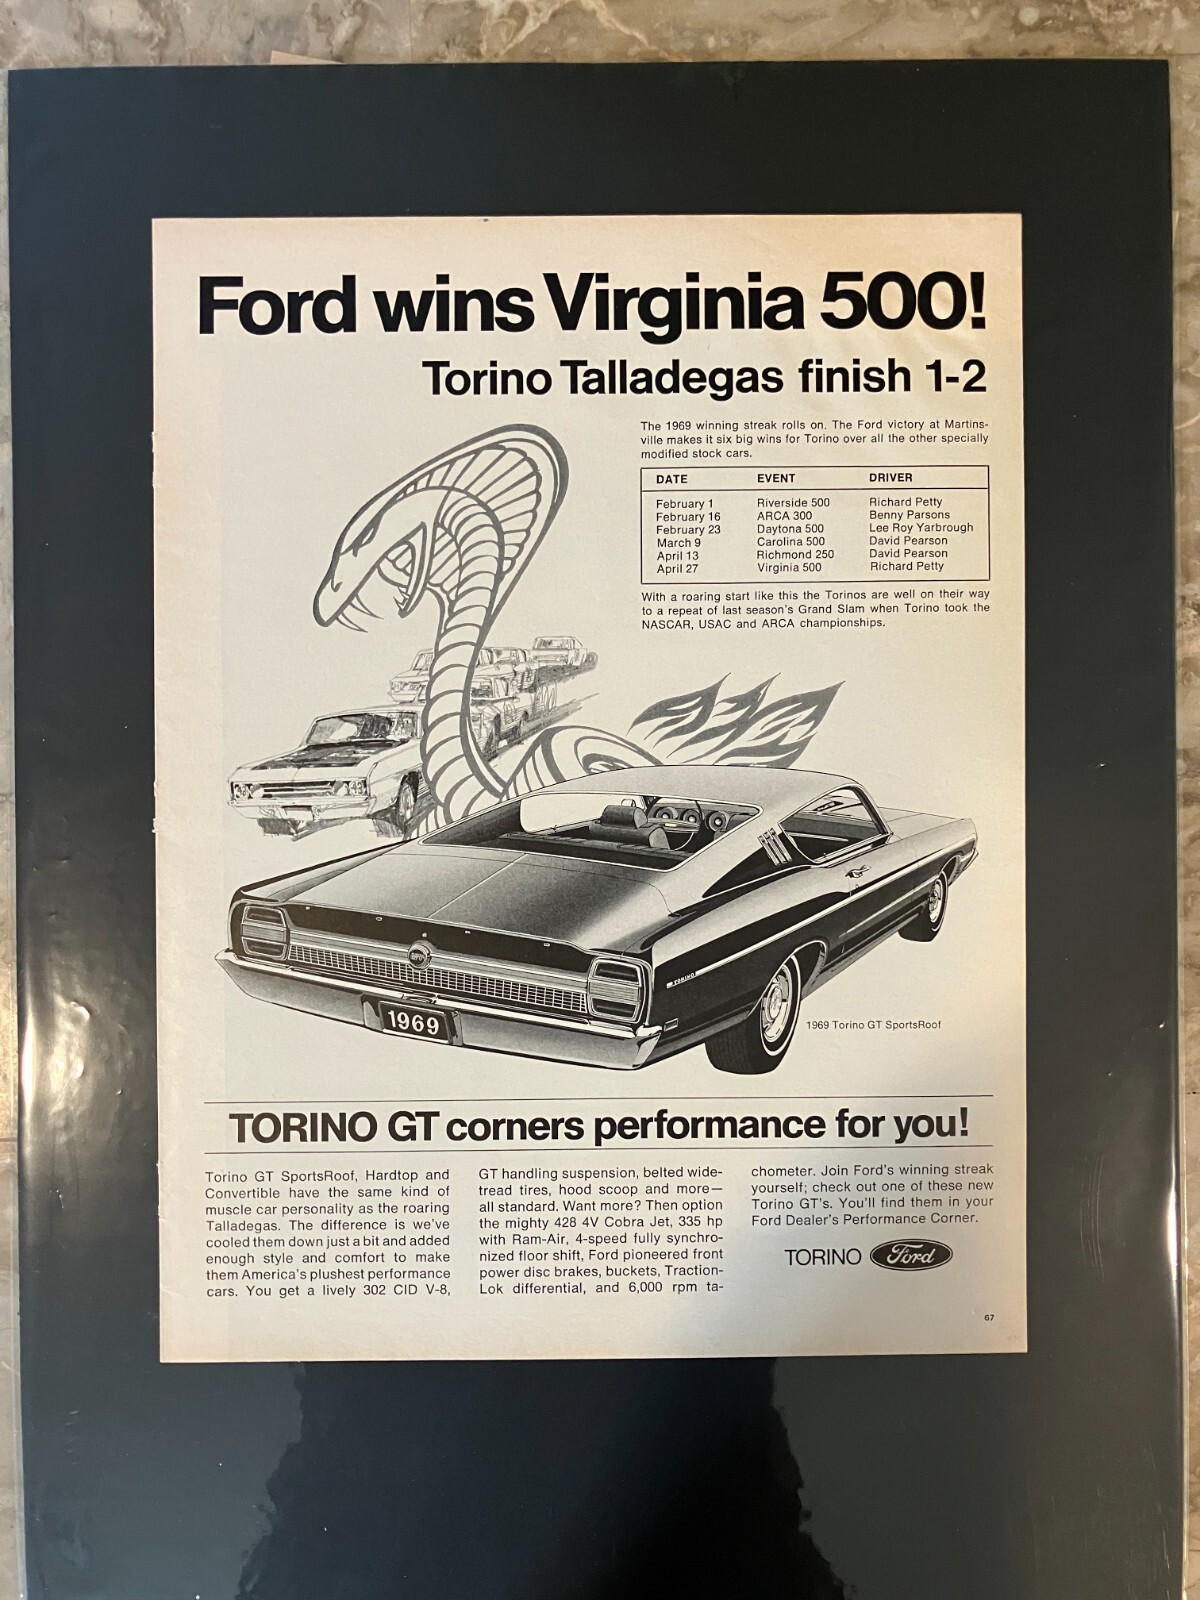 Ford wins Virginia 500!
Torino Talladegas finish 1-2
The 1969 winning streak rolls on. The Ford victory at Martins-
ville makes it six big wins for Torino over all the other specially
modified stock cars.
DATE EVENT DRIVER
February 1 Riverside 500 Richard Petty
February 16 ARCA 300 Benny Parsons
February 23 Daytona 500 Lee Roy Yarbrough
March 9 Carolina 500 David Pearson
April 13 Richmond 250 David Pearson
April 27 Virginia 500 Richard Petty
With a roaring start like this the Torinos are well on their way
to a repeat of last season's Grand Slam when Torino took the
NASCAR, USAC and ARCA championships.
TORINO
1969
1969 Torino GT SportsRoof
TORINO GT corners performance for you!
Torino GT SportsRoof, Hardtop and
Convertible have the same kind of
muscle car personality as the roaring
Talladegas. The difference is we've
cooled them down just a bit and added
enough style and comfort to make
them America's plushest performance
cars. You get a lively 302 CID V-8,
GT handling suspension, belted wide-
tread tires, hood scoop and more—
all standard. Want more? Then option
the mighty 428 4V Cobra Jet, 335 hp
with Ram-Air, 4-speed fully synchro-
nized floor shift, Ford pioneered front
power disc brakes, buckets, Traction-
Lok differential, and 6,000 rpm ta-
chometer. Join Ford's winning streak
yourself; check out one of these new
Torino GT's. You'll find them in your
Ford Dealer's Performance Corner.
TORINO Ford
67